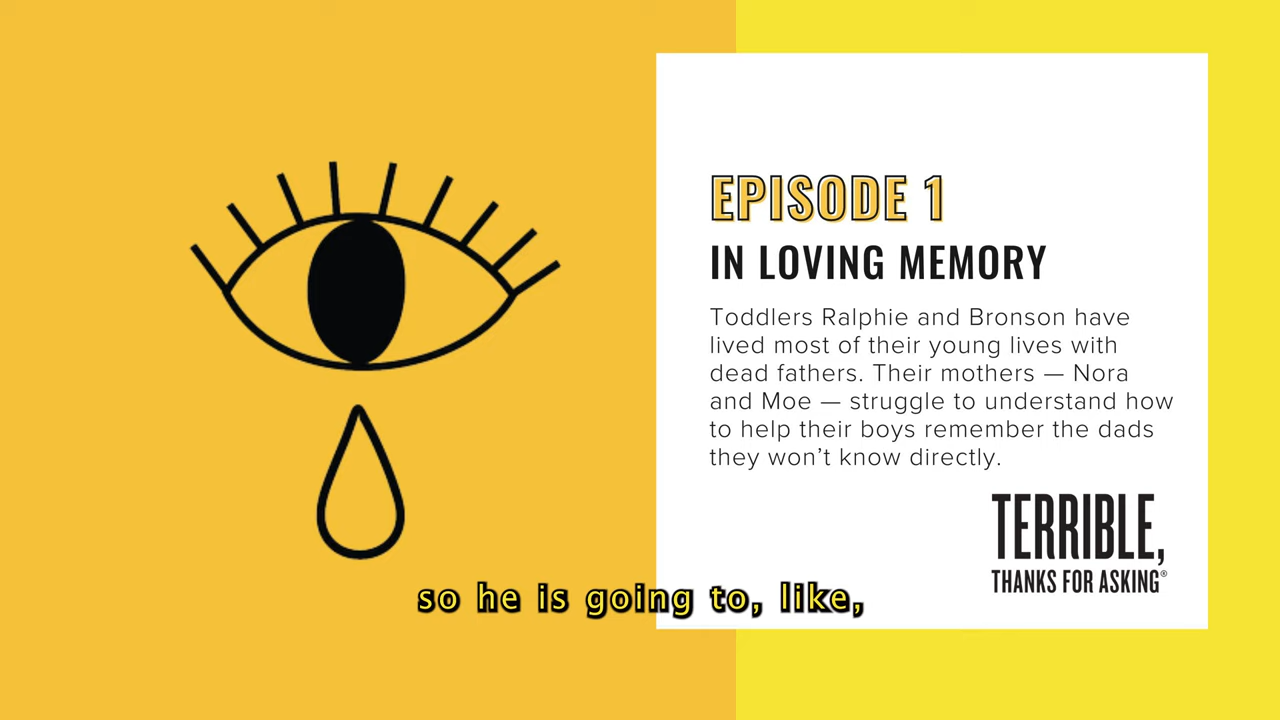 EPISODE 1
IN LOVING MEMORY
Toddlers Ralphie and Bronson have
lived most of their young lives with
dead fathers. Their mothers — Nora
and Moe — struggle to understand how
to help their boys remember the dads
they won’t know directly.
TERRIBLE,
THANKS FOR ASKING®
so he is going to, like,